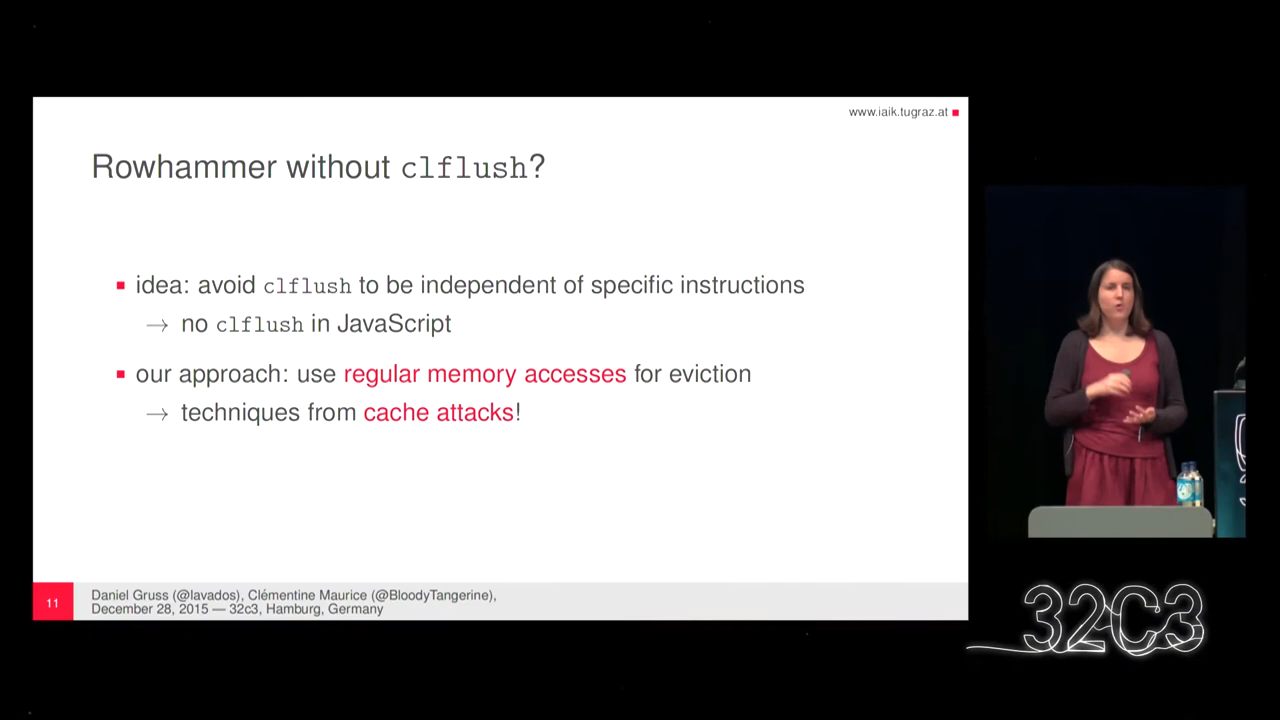 www.iaik.tugraz.at
Rowhammer without clflush?
idea: avoid clflush to be independent of specific instructions
→ no clflush in JavaScript
our approach: use regular memory accesses for eviction
→ techniques from cache attacks!
11
Daniel Gruss (@lavados), Clémentine Maurice (@BloodyTangerine),
December 28, 2015 — 32c3, Hamburg, Germany
32C3